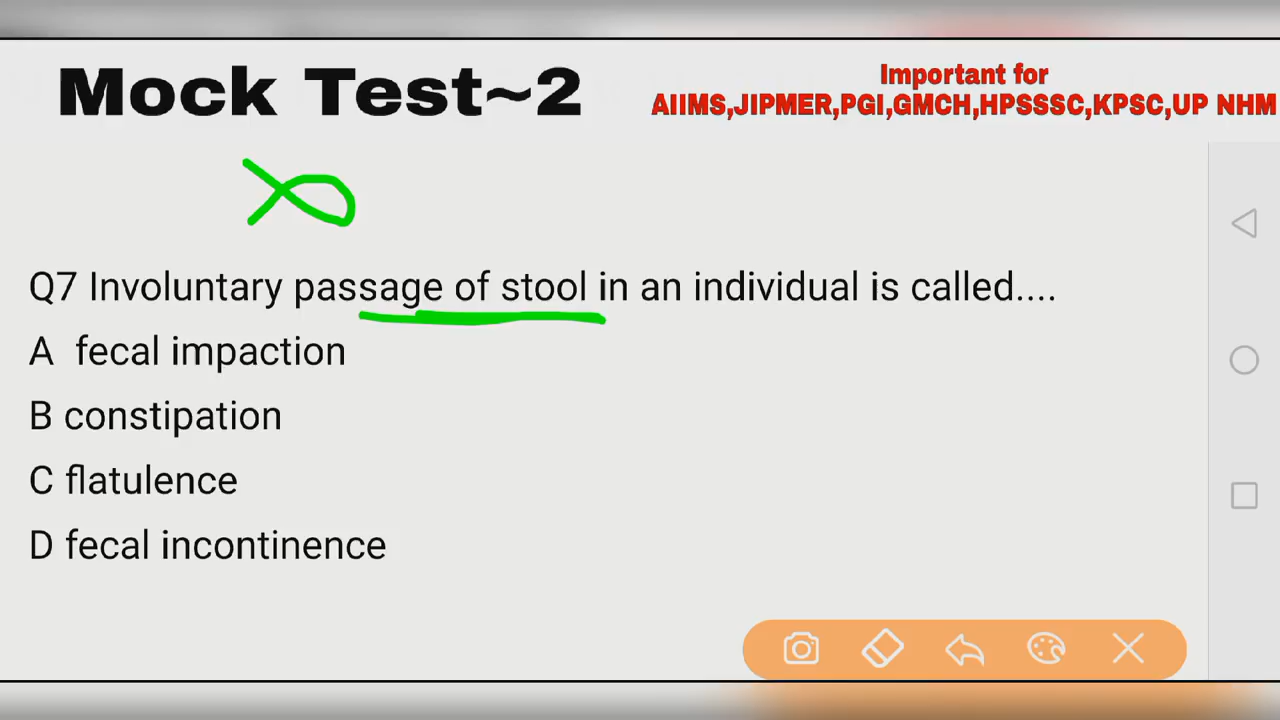 Mock Test~2
Important for
AIIMS,JIPMER,PGI,GMCH,HPSSSC,KPSC,UP NHM
Q7 Involuntary passage of stool in an individual is called....
A fecal impaction
B constipation
C flatulence
D fecal incontinence